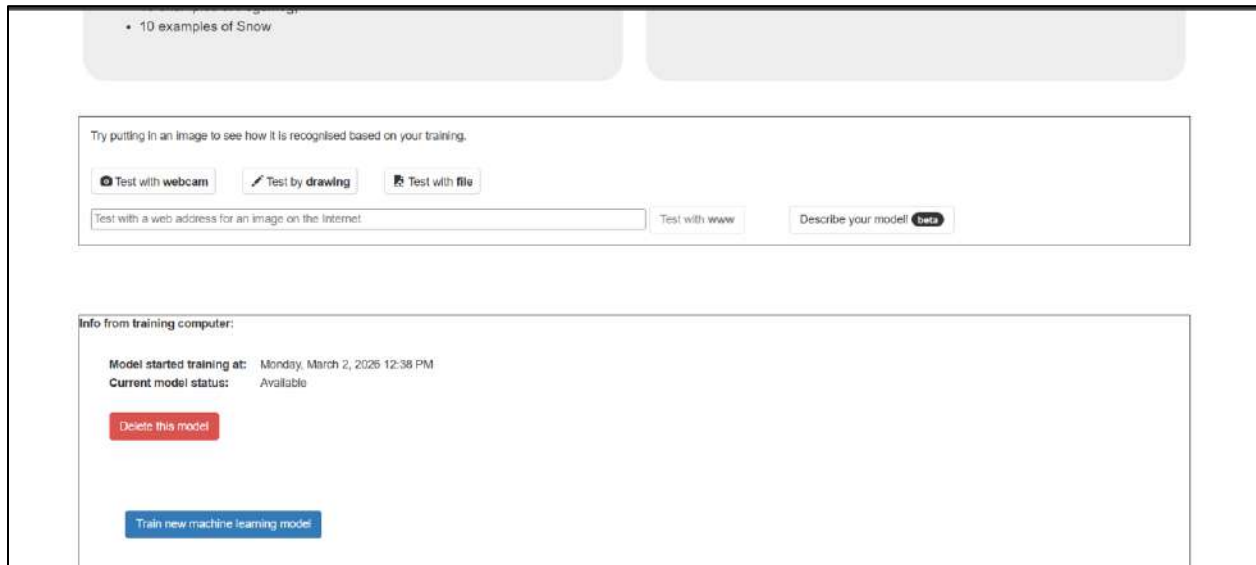 • 10 examples of Snow
Try putting in an image to see how it is recognised based on your training.
Test with webcam
Test by drawing
Test with file
Test with a web address for an image on the Internet
Test with www
Describe your model! beta
Info from training computer:
Model started training at: Monday, March 2, 2026 12:38 PM
Current model status: Available
Delete this model
Train new machine learning model